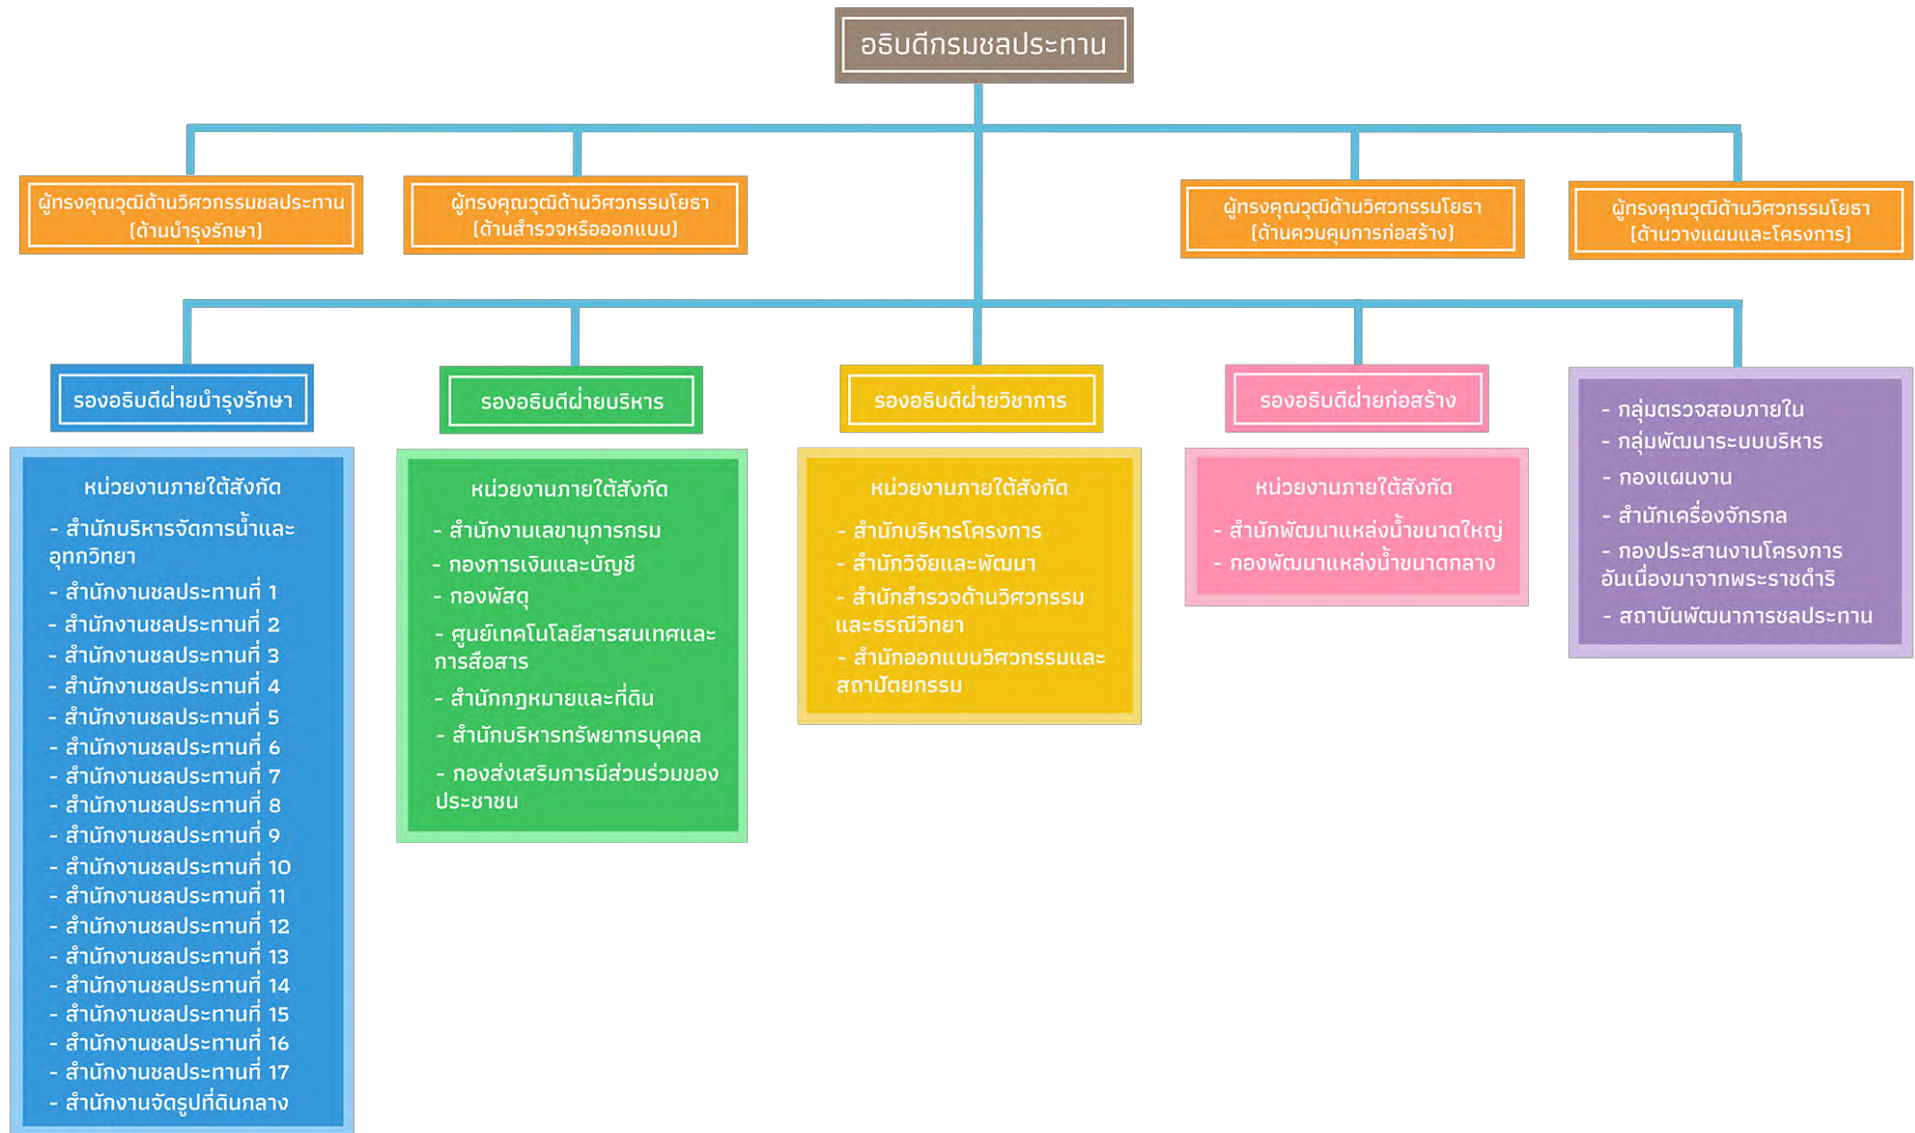 อธิบดีกรมชลประทาน
ผู้ทรงคุณวุฒิด้านวิศวกรรมชลประทาน
(ด้านบำรุงรักษา)
ผู้ทรงคุณวุฒิด้านวิศวกรรมโยธา
(ด้านสำรวจหรือออกแบบ)
ผู้ทรงคุณวุฒิด้านวิศวกรรมโยธา
(ด้านควบคุมการก่อสร้าง)
ผู้ทรงคุณวุฒิด้านวิศวกรรมโยธา
(ด้านวางแผนและโครงการ)
รองอธิบดีฝ่ายบำรุงรักษา
หน่วยงานภายใต้สังกัด
- สำนักบริหารจัดการน้ำและ
อุทกวิทยา
- สำนักงานชลประทานที่ 1
- สำนักงานชลประทานที่ 2
- สำนักงานชลประทานที่ 3
- สำนักงานชลประทานที่ 4
- สำนักงานชลประทานที่ 5
- สำนักงานชลประทานที่ 6
- สำนักงานชลประทานที่ 7
- สำนักงานชลประทานที่ 8
- สำนักงานชลประทานที่ 9
- สำนักงานชลประทานที่ 10
- สำนักงานชลประทานที่ 11
- สำนักงานชลประทานที่ 12
- สำนักงานชลประทานที่ 13
- สำนักงานชลประทานที่ 14
- สำนักงานชลประทานที่ 15
- สำนักงานชลประทานที่ 16
- สำนักงานชลประทานที่ 17
- สำนักงานจัดรูปที่ดินกลาง
รองอธิบดีฝ่ายบริหาร
หน่วยงานภายใต้สังกัด
- สำนักงานเลขานุการกรม
- กองการเงินและบัญชี
- กองพัสดุ
- ศูนย์เทคโนโลยีสารสนเทศและ
การสือสาร
- สำนักกฎหมายและที่ดิน
- สำนักบริหารทรัพยากรบุคคล
- กองส่งเสริมการมีส่วนร่วมของ
ประชาชน
รองอธิบดีฝ่ายวิชาการ
หน่วยงานภายใต้สังกัด
- สำนักบริหารโครงการ
- สำนักวิจัยและพัฒนา
- สำนักสำรวจด้านวิศวกรรม
และธรณีวิทยา
- สำนักออกแบบวิศวกรรมและ
สถาปัตยกรรม
รองอธิบดีฝ่ายก่อสร้าง
หน่วยงานภายใต้สังกัด
- สำนักพัฒนาแหล่งน้ำขนาดใหญ่
- กองพัฒนาแหล่งน้ำขนาดกลาง
- กลุ่มตรวจสอบภายใน
- กลุ่มพัฒนาระบบบริหาร
- กองแผนงาน
- สำนักเครื่องจักรกล
- กองประสานงานโครงการ
อันเนื่องมาจากพระราชดำริ
- สถาบันพัฒนาการชลประทาน